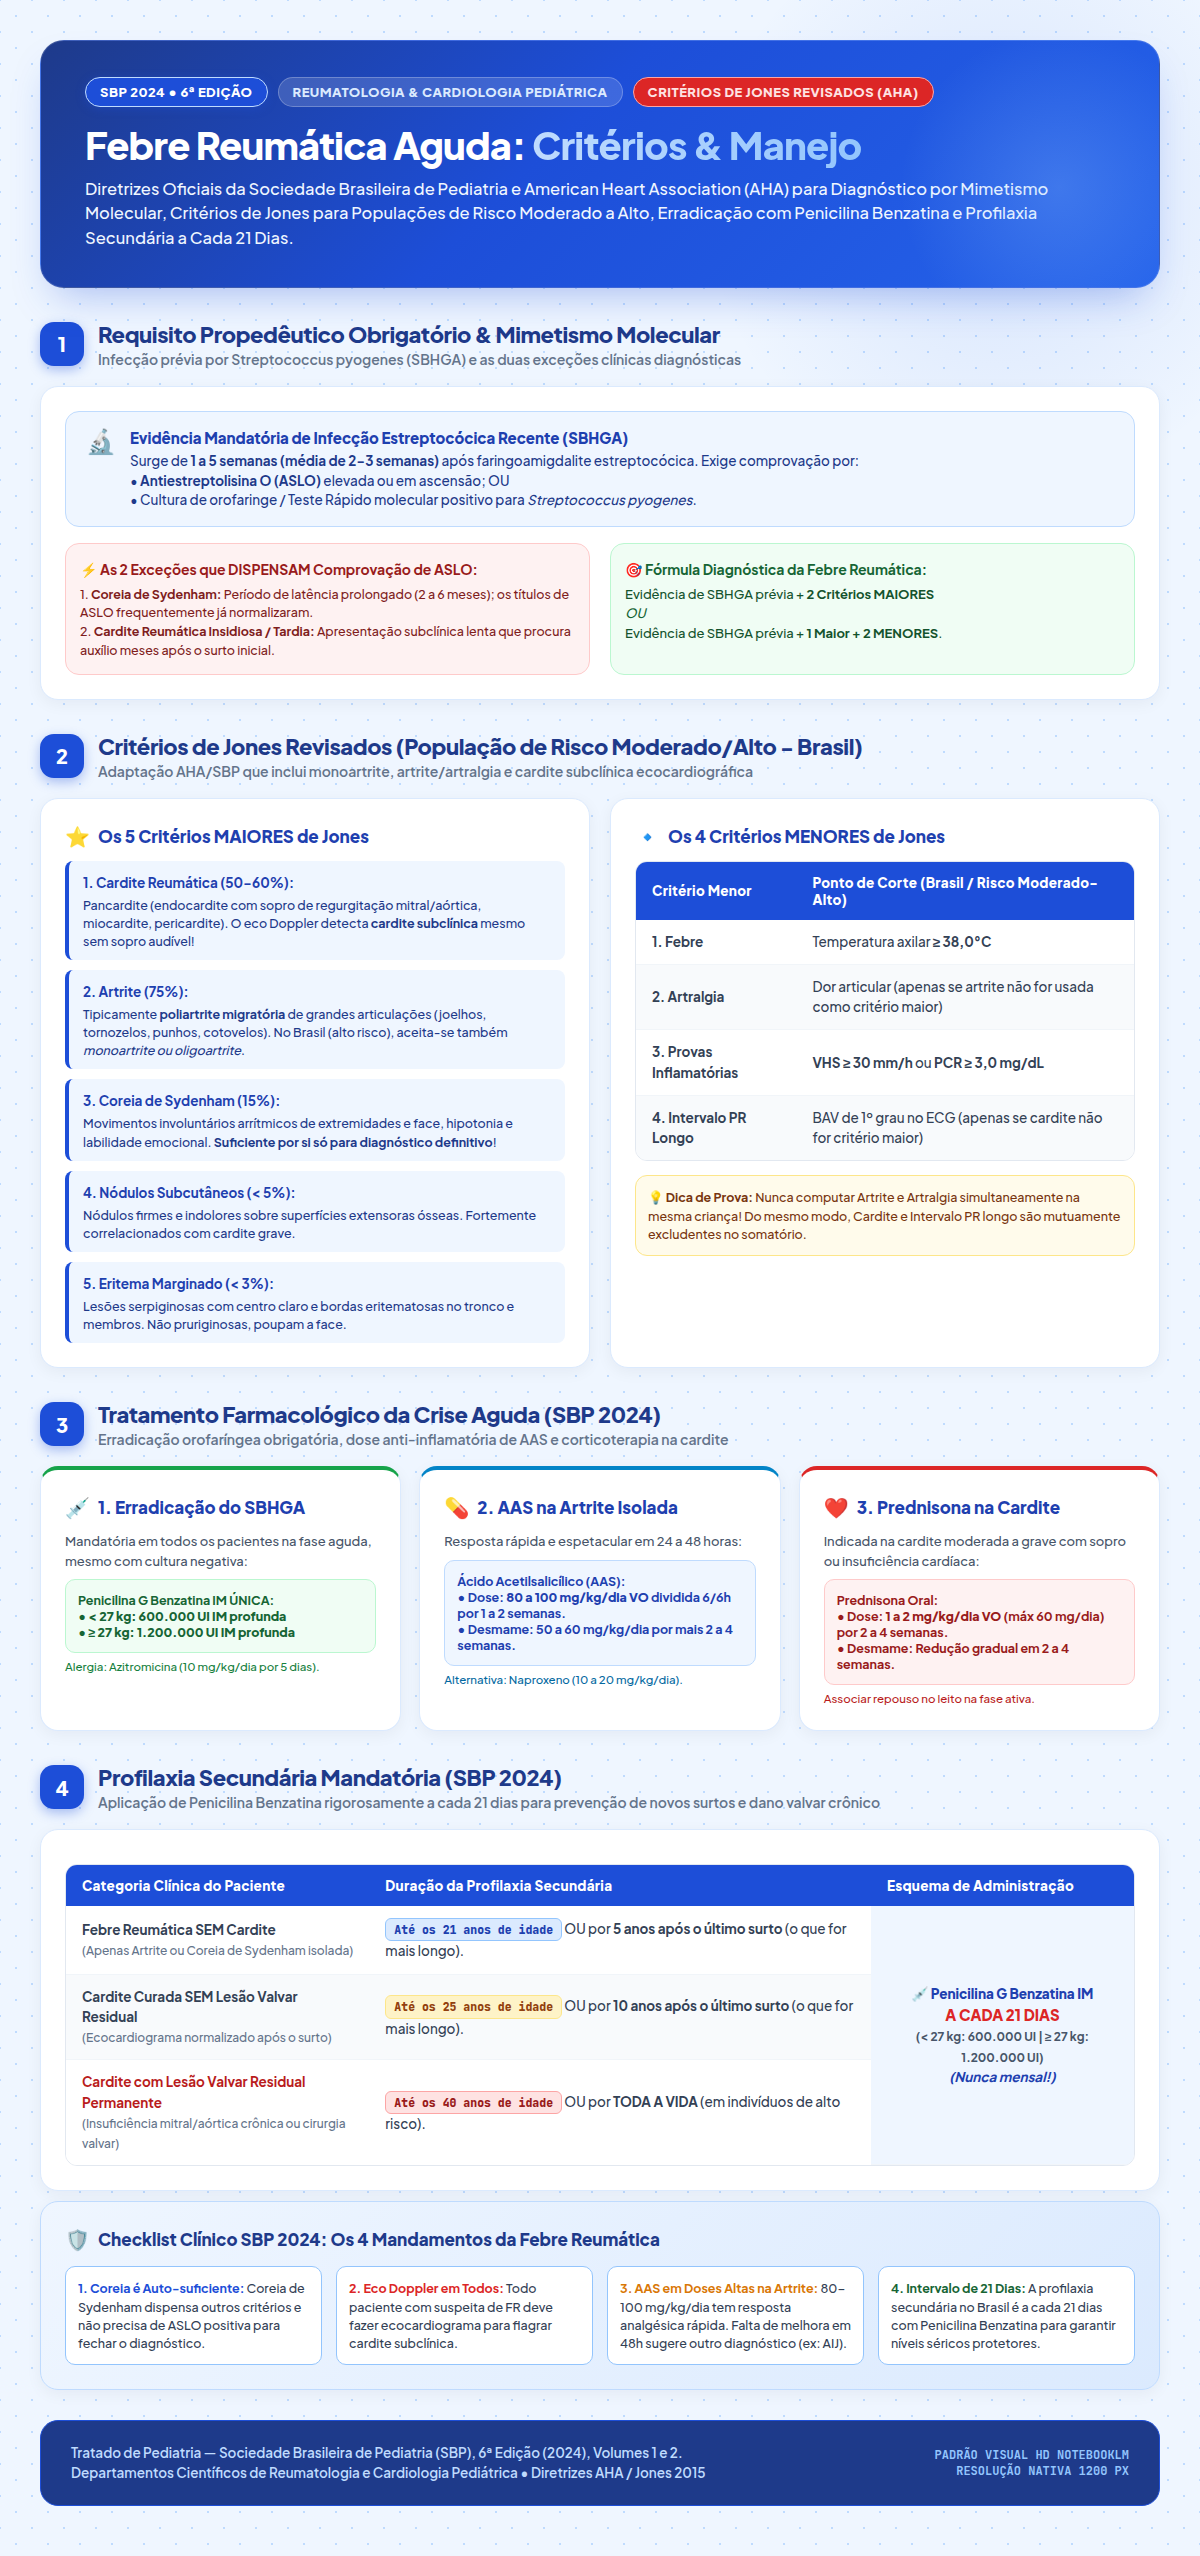 SBP 2024 • 6ª EDIÇÃO
REUMATOLOGIA & CARDIOLOGIA PEDIÁTRICA
CRITÉRIOS DE JONES REVISADOS (AHA)
Febre Reumática Aguda: Critérios & Manejo
Diretrizes Oficiais da Sociedade Brasileira de Pediatria e American Heart Association (AHA) para Diagnóstico por Mimetismo
Molecular, Critérios de Jones para Populações de Risco Moderado a Alto, Erradicação com Penicilina Benzatina e Profilaxia
Secundária a Cada 21 Dias.
1
Requisito Propedêutico Obrigatório & Mimetismo Molecular
Infecção prévia por Streptococcus pyogenes (SBHGA) e as duas exceções clínicas diagnósticas
Evidência Mandatória de Infecção Estreptocócica Recente (SBHGA)
Surge de 1 a 5 semanas (média de 2-3 semanas) após faringoamigdalite estreptocócica. Exige comprovação por:
• Antiestreptolisina O (ASLO) elevada ou em ascensão; OU
• Cultura de orofaringe / Teste Rápido molecular positivo para Streptococcus pyogenes.
⚡ As 2 Exceções que DISPENSAM Comprovação de ASLO:
1. Coreia de Sydenham: Período de latência prolongado (2 a 6 meses); os títulos de
ASLO frequentemente já normalizaram.
2. Cardite Reumática Insidiosa / Tardia: Apresentação subclínica lenta que procura
auxílio meses após o surto inicial.
🎯 Fórmula Diagnóstica da Febre Reumática:
Evidência de SBHGA prévia + 2 Critérios MAIORES
OU
Evidência de SBHGA prévia + 1 Maior + 2 MENORES.
2
Critérios de Jones Revisados (População de Risco Moderado/Alto – Brasil)
Adaptação AHA/SBP que inclui monoartrite, artrite/artralgia e cardite subclínica ecocardiográfica
⭐ Os 5 Critérios MAIORES de Jones
1. Cardite Reumática (50-60%):
Pancardite (endocardite com sopro de regurgitação mitral/aórtica,
miocardite, pericardite). O eco Doppler detecta cardite subclínica mesmo
sem sopro audível!
2. Artrite (75%):
Tipicamente poliartrite migratória de grandes articulações (joelhos,
tornozelos, punhos, cotovelos). No Brasil (alto risco), aceita-se também
monoartrite ou oligoartrite.
3. Coreia de Sydenham (15%):
Movimentos involuntários arrítmicos de extremidades e face, hipotonia e
labilidade emocional. Suficiente por si só para diagnóstico definitivo!
4. Nódulos Subcutâneos (< 5%):
Nódulos firmes e indolores sobre superfícies extensoras ósseas. Fortemente
correlacionados com cardite grave.
5. Eritema Marginado (< 3%):
Lesões serpiginosas com centro claro e bordas eritematosas no tronco e
membros. Não pruriginosas, poupam a face.
🔹 Os 4 Critérios MENORES de Jones
Critério Menor
Ponto de Corte (Brasil / Risco Moderado-
Alto)
1. Febre
Temperatura axilar ≥ 38,0°C
2. Artralgia
Dor articular (apenas se artrite não for usada
como critério maior)
3. Provas
Inflamatórias
VHS ≥ 30 mm/h ou PCR ≥ 3,0 mg/dL
4. Intervalo PR
Longo
BAV de 1º grau no ECG (apenas se cardite não
for critério maior)
💡 Dica de Prova: Nunca computar Artrite e Artralgia simultaneamente na
mesma criança! Do mesmo modo, Cardite e Intervalo PR longo são mutuamente
excludentes no somatório.
3
Tratamento Farmacológico da Crise Aguda (SBP 2024)
Erradicação orofaríngea obrigatória, dose anti-inflamatória de AAS e corticoterapia na cardite
💉 1. Erradicação do SBHGA
Mandatória em todos os pacientes na fase aguda,
mesmo com cultura negativa:
Penicilina G Benzatina IM ÚNICA:
• < 27 kg: 600.000 UI IM profunda
• ≥ 27 kg: 1.200.000 UI IM profunda
Alergia: Azitromicina (10 mg/kg/dia por 5 dias).
💊 2. AAS na Artrite Isolada
Resposta rápida e espetacular em 24 a 48 horas:
Ácido Acetilsalicílico (AAS):
• Dose: 80 a 100 mg/kg/dia VO dividida 6/6h
por 1 a 2 semanas.
• Desmame: 50 a 60 mg/kg/dia por mais 2 a 4
semanas.
Alternativa: Naproxeno (10 a 20 mg/kg/dia).
❤️ 3. Prednisona na Cardite
Indicada na cardite moderada a grave com sopro
ou insuficiência cardíaca:
Prednisona Oral:
• Dose: 1 a 2 mg/kg/dia VO (máx 60 mg/dia)
por 2 a 4 semanas.
• Desmame: Redução gradual em 2 a 4
semanas.
Associar repouso no leito na fase ativa.
4
Profilaxia Secundária Mandatória (SBP 2024)
Aplicação de Penicilina Benzatina rigorosamente a cada 21 dias para prevenção de novos surtos e dano valvar crônico
Categoria Clínica do Paciente
Duração da Profilaxia Secundária
Esquema de Administração
Febre Reumática SEM Cardite
(Apenas Artrite ou Coreia de Sydenham isolada)
Até os 21 anos de idade OU por 5 anos após o último surto (o que for
mais longo).
Cardite Curada SEM Lesão Valvar
Residual
(Ecocardiograma normalizado após o surto)
Até os 25 anos de idade OU por 10 anos após o último surto (o que for
mais longo).
Cardite com Lesão Valvar Residual
Permanente
(Insuficiência mitral/aórtica crônica ou cirurgia
valvar)
Até os 40 anos de idade OU por TODA A VIDA (em indivíduos de alto
risco).
💉 Penicilina G Benzatina IM
A CADA 21 DIAS
(< 27 kg: 600.000 UI | ≥ 27 kg:
1.200.000 UI)
(Nunca mensal!)
🛡️ Checklist Clínico SBP 2024: Os 4 Mandamentos da Febre Reumática
1. Coreia é Auto-suficiente: Coreia de
Sydenham dispensa outros critérios e
não precisa de ASLO positiva para
fechar o diagnóstico.
2. Eco Doppler em Todos: Todo
paciente com suspeita de FR deve
fazer ecocardiograma para flagrar
cardite subclínica.
3. AAS em Doses Altas na Artrite: 80-
100 mg/kg/dia tem resposta
analgésica rápida. Falta de melhora em
48h sugere outro diagnóstico (ex: AIJ).
4. Intervalo de 21 Dias: A profilaxia
secundária no Brasil é a cada 21 dias
com Penicilina Benzatina para garantir
níveis séricos protetores.
Tratado de Pediatria — Sociedade Brasileira de Pediatria (SBP), 6ª Edição (2024), Volumes 1 e 2.
Departamentos Científicos de Reumatologia e Cardiologia Pediátrica • Diretrizes AHA / Jones 2015
PADRÃO VISUAL HD NOTEBOOKLM
RESOLUÇÃO NATIVA 1200 PX